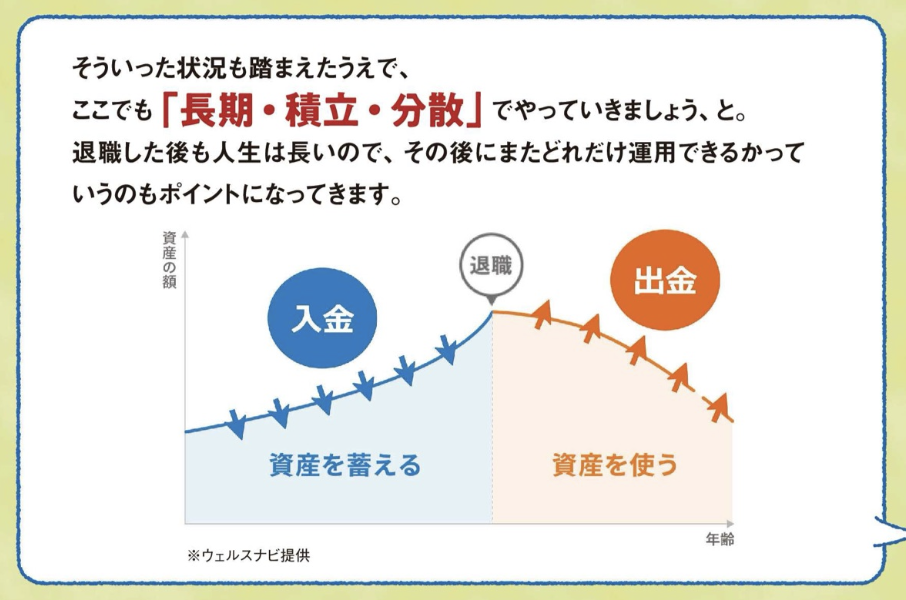 そういった状況も踏まえたうえで、
ここでも「長期・積立・分散」でやっていきましょう、と。
退職した後も人生は長いので、その後にまたどれだけ運用できるかって
いうのもポイントになってきます。
資産の額
退職
入金
出金
資産を蓄える
資産を使う
年齢
※ウェルスナビ提供